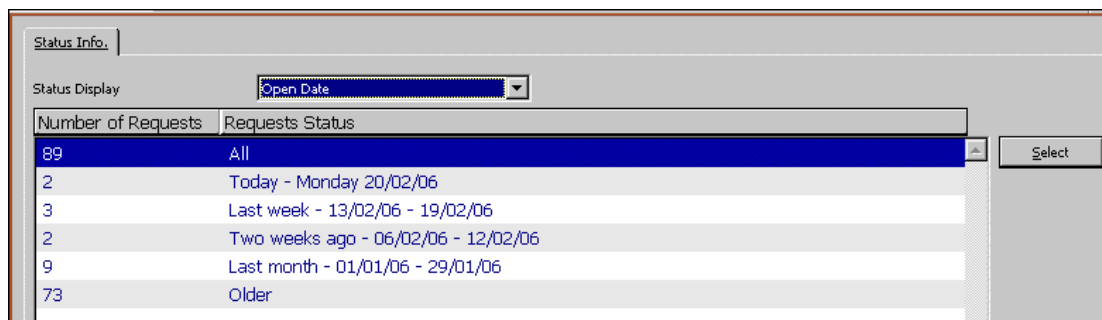 Status Info.
Status Display Open Date
Number of Requests Requests Status
89 All Select
2 Today - Monday 20/02/06
3 Last week - 13/02/06 - 19/02/06
2 Two weeks ago - 06/02/06 - 12/02/06
9 Last month - 01/01/06 - 29/01/06
73 Older